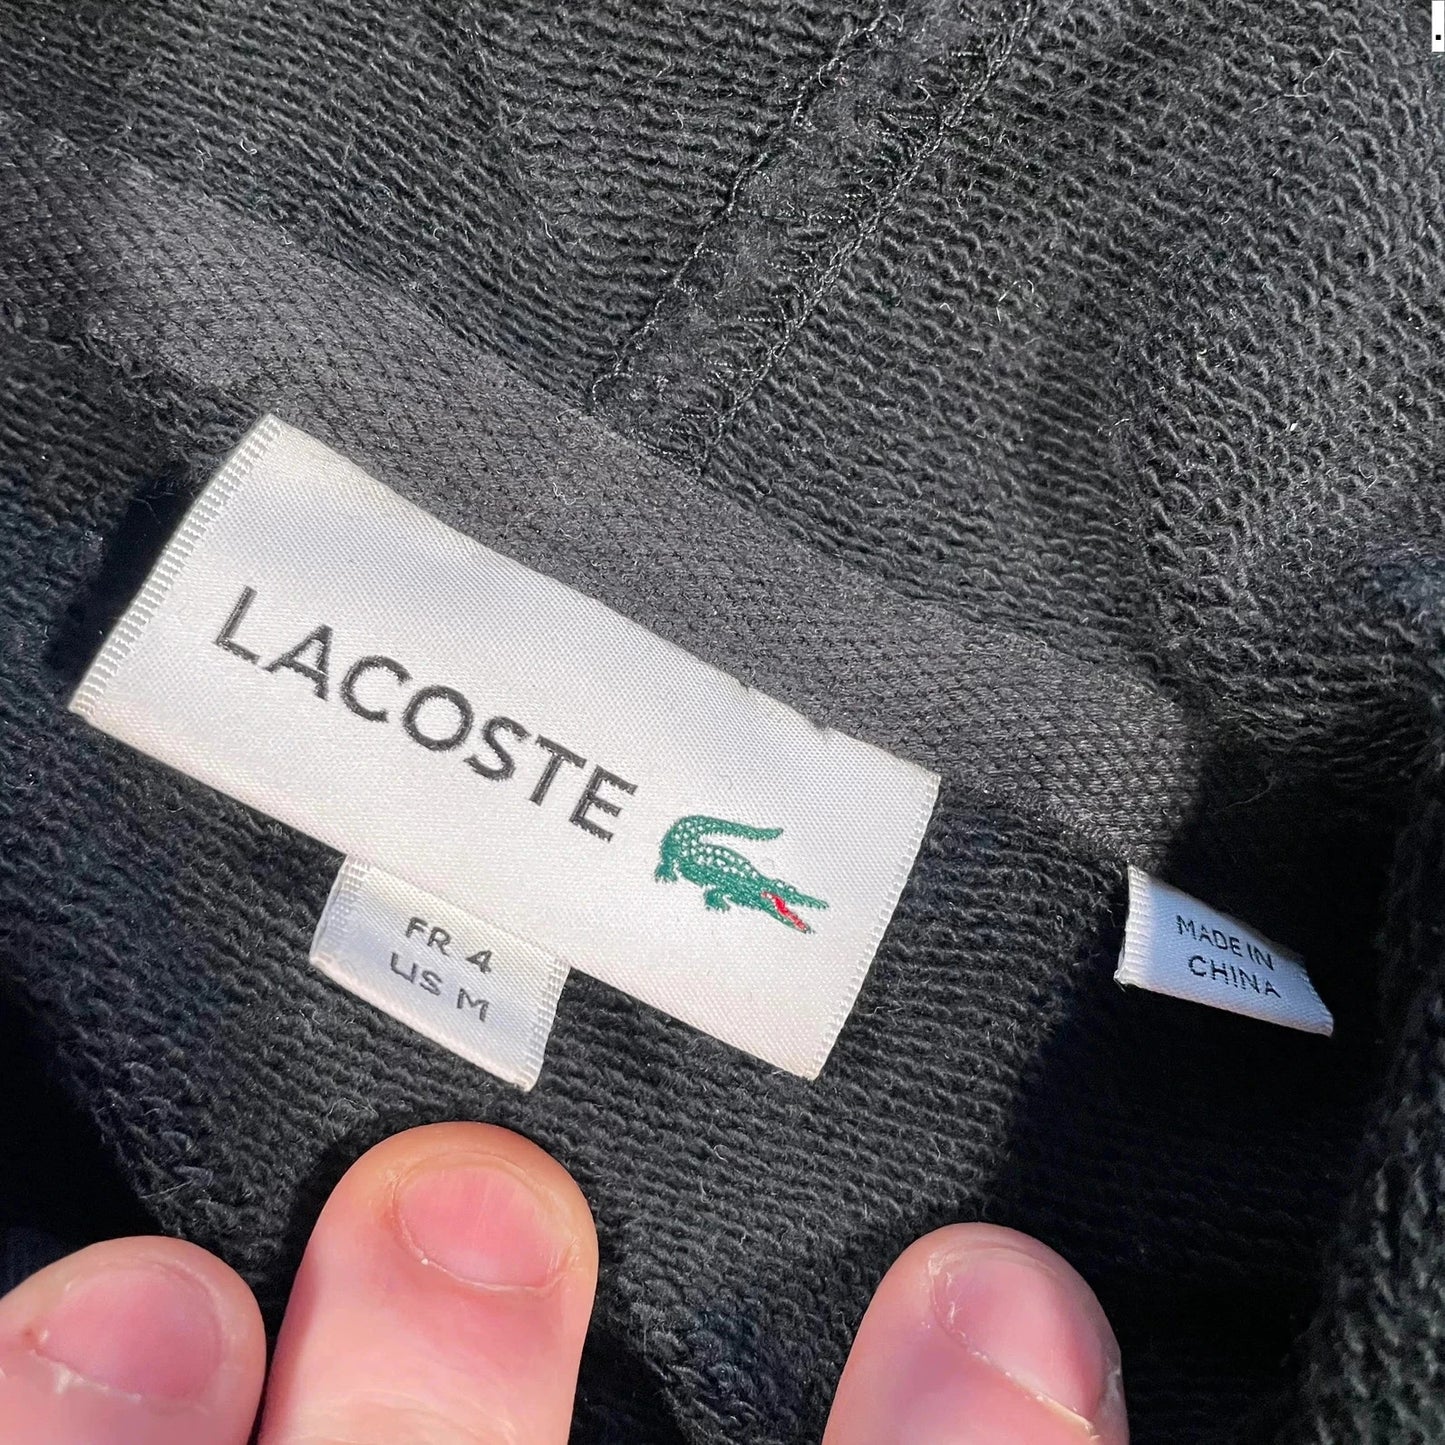 LACOSTE
FR 4
US M
MADE IN
CHINA
.